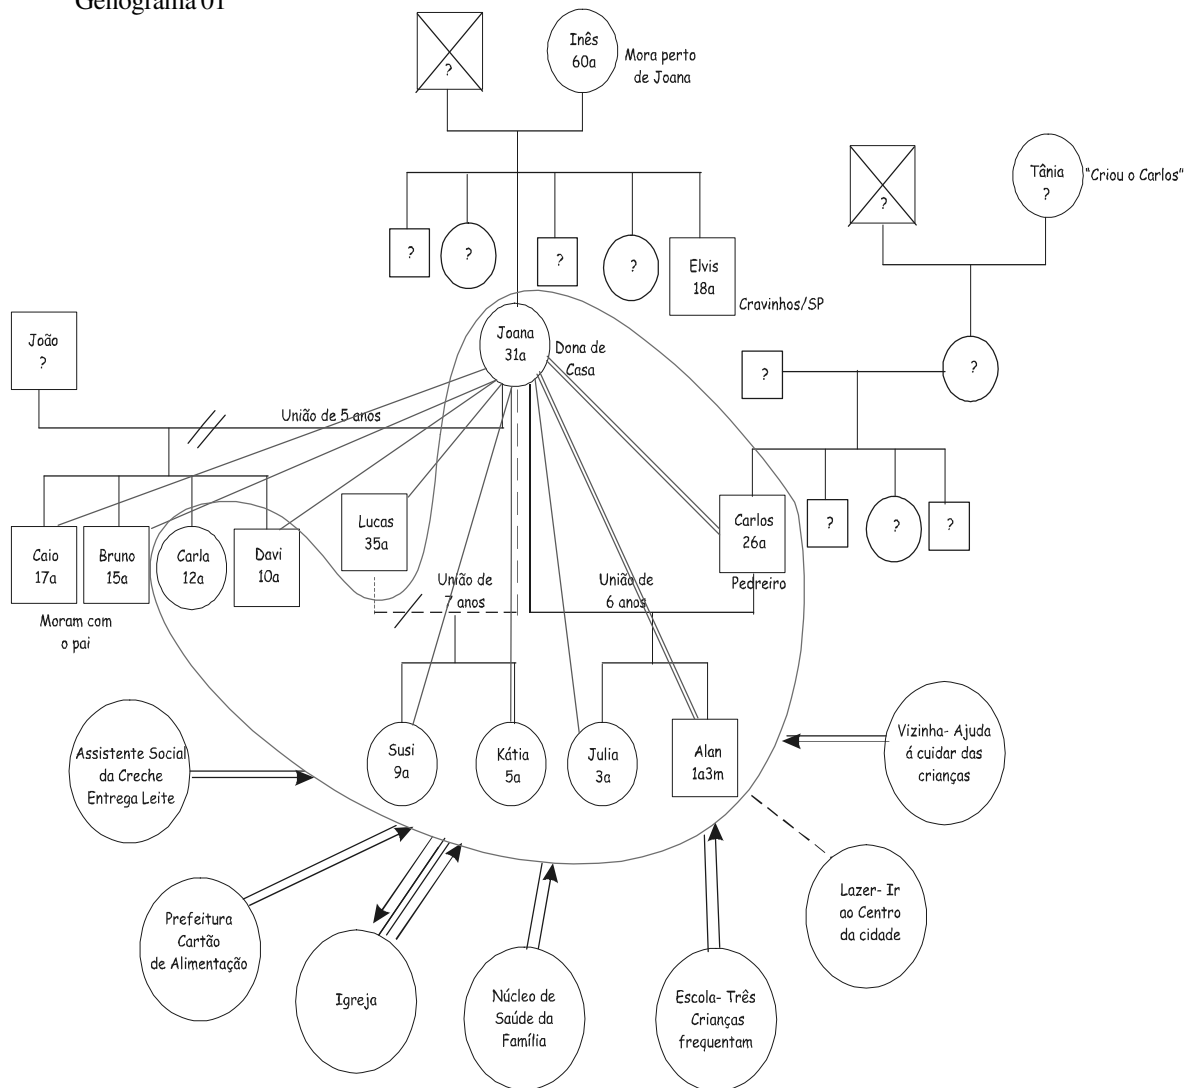 Genograma 01
?
Inês
60a
Mora perto
de Joana
?
Tânia
?
"Criou o Carlos"
?
?
?
?
Elvis
18a
Cravinhos/SP
João
?
Joana
31a
Dona de
Casa
?
?
União de 5 anos
Caio
17a
Bruno
15a
Carla
12a
Davi
10a
Lucas
35a
Carlos
26a
?
?
?
Pedreiro
Moram com
o pai
União de
7 anos
União de
6 anos
Susi
9a
Kátia
5a
Julia
3a
Alan
1a3m
Assistente Social
da Creche
Entrega Leite
Vizinha- Ajuda
á cuidar das
crianças
Prefeitura
Cartão
de Alimentação
Igreja
Núcleo de
Saúde da
Família
Escola- Três
Crianças
frequentam
Lazer- Ir
ao Centro
da cidade